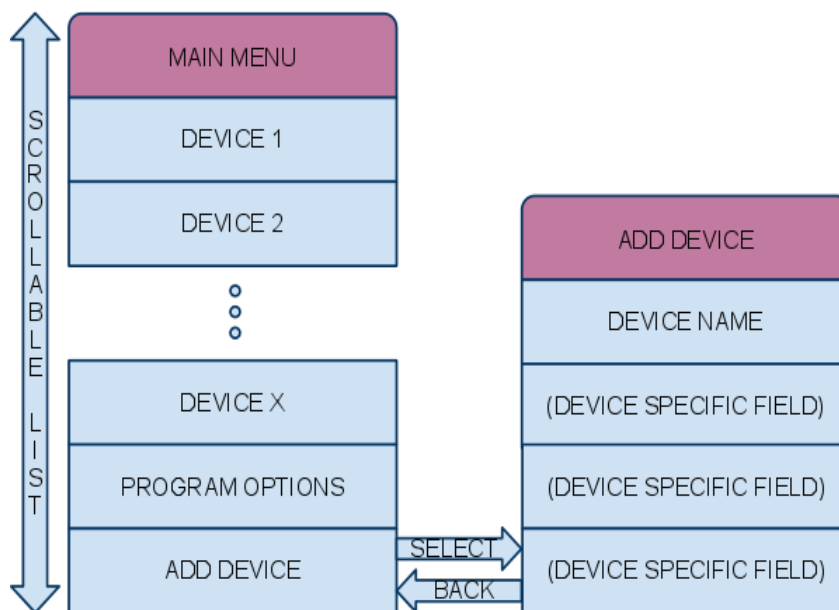 SCROLLABLE LIST
MAIN MENU
DEVICE 1
DEVICE 2
DEVICE X
PROGRAM OPTIONS
ADD DEVICE
SELECT
BACK
ADD DEVICE
DEVICE NAME
(DEVICE SPECIFIC FIELD)
(DEVICE SPECIFIC FIELD)
(DEVICE SPECIFIC FIELD)